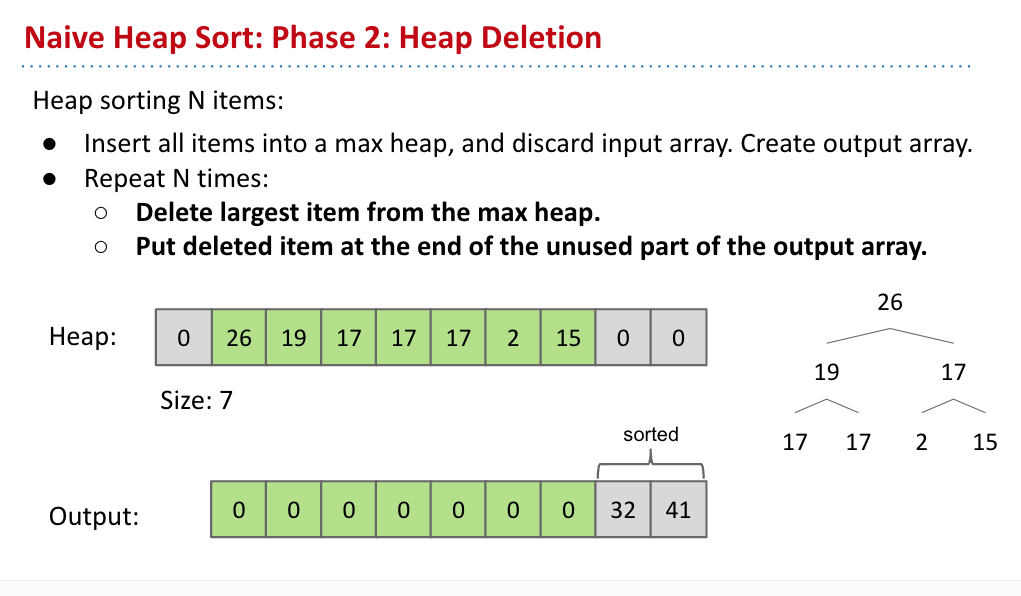 Naive Heap Sort: Phase 2: Heap Deletion
Heap sorting N items:
● Insert all items into a max heap, and discard input array. Create output array.
● Repeat N times:
○ Delete largest item from the max heap.
○ Put deleted item at the end of the unused part of the output array.
Heap: 0 26 19 17 17 17 2 15 0 0
Size: 7
26
19 17
17 17 2 15
sorted
Output: 0 0 0 0 0 0 0 32 41